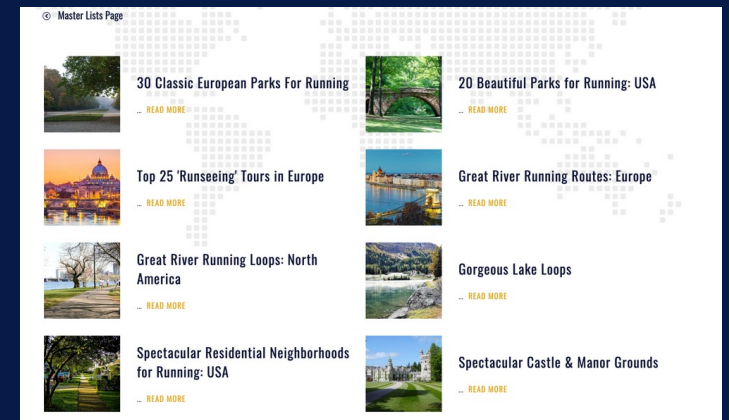 Master Lists Page
30 Classic European Parks For Running
... READ MORE
20 Beautiful Parks for Running: USA
... READ MORE
Top 25 'Runseeing' Tours in Europe
... READ MORE
Great River Running Routes: Europe
... READ MORE
Great River Running Loops: North
America
... READ MORE
Gorgeous Lake Loops
... READ MORE
Spectacular Residential Neighborhoods
for Running: USA
... READ MORE
Spectacular Castle & Manor Grounds
... READ MORE